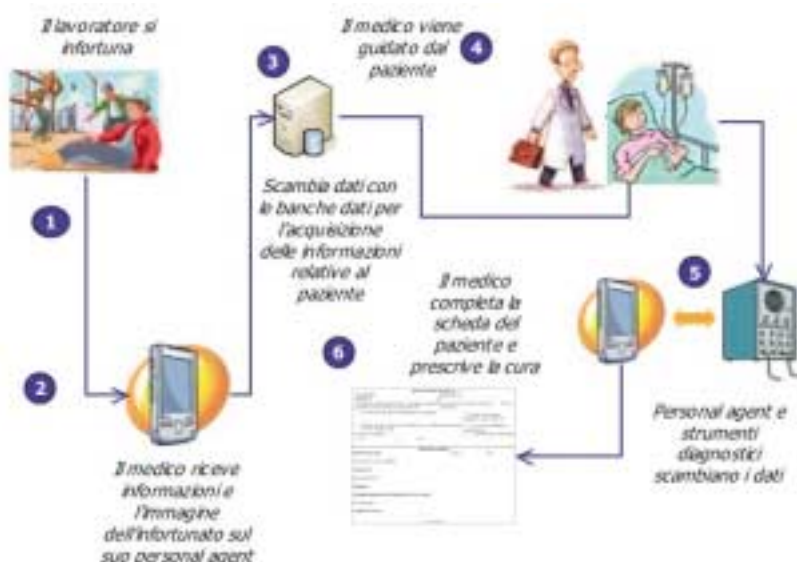 Il lavoratore si
infortuna
1
2
Il medico riceve
informazioni e
l'immagine
dell'infortunato sul
suo personal agent
3
Scambia dati con
le banche dati per
l'acquisizione
delle informazioni
relative al
paziente
Il medico viene
guidato dal
paziente
4
5
Personal agent e
strumenti
diagnostici
scambiano i dati
6
Il medico
completa la
scheda del
paziente e
prescrive la cura